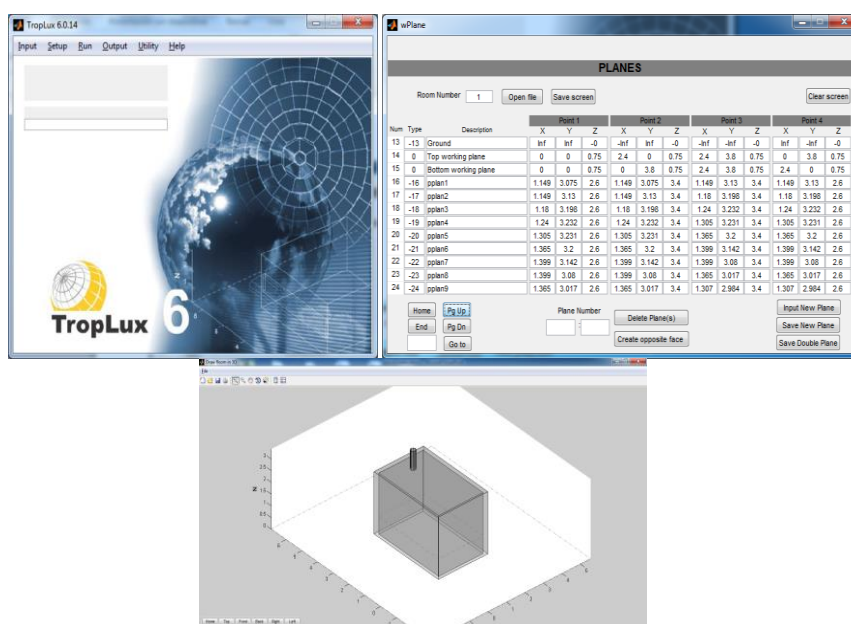 TropLux 6.0.14
Input Setup Run Output Utility Help
TropLux 6
wPlane
PLANES
Room Number 1 Open file Save screen Clear screen
Point 1 Point 2 Point 3 Point 4
Num Type Description X Y Z X Y Z X Y Z X Y Z
13 -13 Ground Inf Inf -0 -Inf Inf -0 -Inf -Inf -0 Inf -Inf -0
14 0 Top working plane 0 0 0.75 2.4 0 0.75 2.4 3.8 0.75 0 3.8 0.75
15 0 Bottom working plane 0 0 0.75 0 3.8 0.75 2.4 3.8 0.75 2.4 0 0.75
16 -16 pplan1 1.149 3.075 2.6 1.149 3.075 3.4 1.149 3.13 3.4 1.149 3.13 2.6
17 -17 pplan2 1.149 3.13 2.6 1.149 3.13 3.4 1.18 3.198 3.4 1.18 3.198 2.6
18 -18 pplan3 1.18 3.198 2.6 1.18 3.198 3.4 1.24 3.232 3.4 1.24 3.232 2.6
19 -19 pplan4 1.24 3.232 2.6 1.24 3.232 3.4 1.305 3.231 3.4 1.305 3.231 2.6
20 -20 pplan5 1.305 3.231 2.6 1.305 3.231 3.4 1.365 3.2 3.4 1.365 3.2 2.6
21 -21 pplan6 1.365 3.2 2.6 1.365 3.2 3.4 1.399 3.142 3.4 1.399 3.142 2.6
22 -22 pplan7 1.399 3.142 2.6 1.399 3.142 3.4 1.399 3.08 3.4 1.399 3.08 2.6
23 -23 pplan8 1.399 3.08 2.6 1.399 3.08 3.4 1.365 3.017 3.4 1.365 3.017 2.6
24 -24 pplan9 1.365 3.017 2.6 1.365 3.017 3.4 1.307 2.984 3.4 1.307 2.984 2.6
Home Pg Up Plane Number Delete Plane(s) Input New Plane
End Pg Dn : Save New Plane
Go to Create opposite face Save Double Plane
Draw Room in 3D
Home Top Front Back Right Left